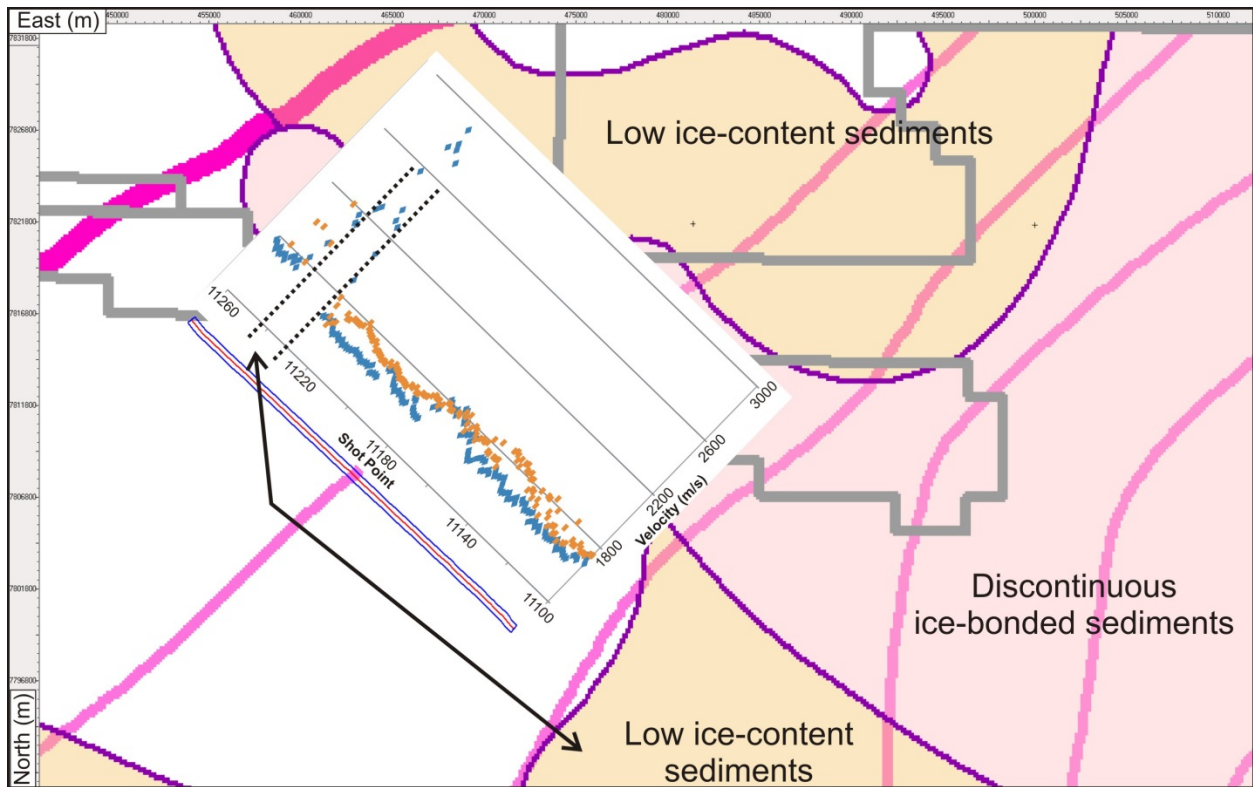 East (m)
450000 455000 460000 465000 470000 475000 480000 485000 490000 495000 500000 505000 510000
7831800
7826800
7821800
7816800
7811800
7806800
7801800
7796800
North (m)
Low ice-content sediments
11260
11220
11180
11140
11100
Shot Point
3000
2600
2200
1800
Velocity (m/s)
Discontinuous
ice-bonded sediments
Low ice-content
sediments